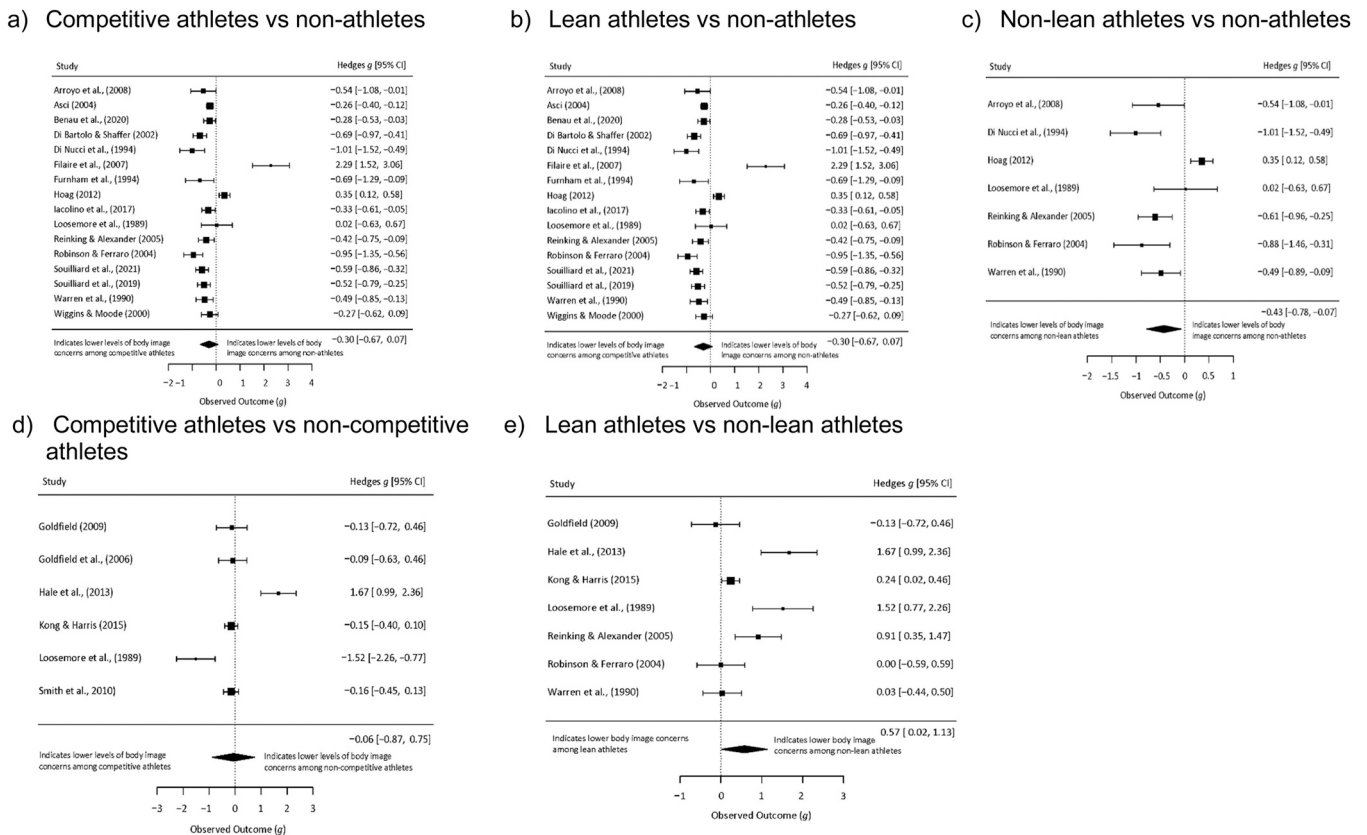 a) Competitive athletes vs non-athletes
Study Hedges g [95% CI]
Arroyo et al., (2008) −0.54 [−1.08, −0.01]
Asci (2004) −0.26 [−0.40, −0.12]
Benau et al., (2020) −0.28 [−0.53, −0.03]
Di Bartolo & Shaffer (2002) −0.69 [−0.97, −0.41]
Di Nucci et al., (1994) −1.01 [−1.52, −0.49]
Filaire et al., (2007) 2.29 [ 1.52, 3.06]
Furnham et al., (1994) −0.69 [−1.29, −0.09]
Hoag (2012) 0.35 [ 0.12, 0.58]
Iacolino et al., (2017) −0.33 [−0.61, −0.05]
Loosemore et al., (1989) 0.02 [−0.63, 0.67]
Reinking & Alexander (2005) −0.42 [−0.75, −0.09]
Robinson & Ferraro (2004) −0.95 [−1.35, −0.56]
Souilliard et al., (2021) −0.59 [−0.86, −0.32]
Souilliard et al., (2019) −0.52 [−0.79, −0.25]
Warren et al., (1990) −0.49 [−0.85, −0.13]
Wiggins & Moode (2000) −0.27 [−0.62, 0.09]
−0.30 [−0.67, 0.07]
Indicates lower levels of body image Indicates lower levels of body
concerns among competitive athletes image concerns among non-athletes
−2 −1 0 1 2 3 4
Observed Outcome (g)
b) Lean athletes vs non-athletes
Study Hedges g [95% CI]
Arroyo et al., (2008) −0.54 [−1.08, −0.01]
Asci (2004) −0.26 [−0.40, −0.12]
Benau et al., (2020) −0.28 [−0.53, −0.03]
Di Bartolo & Shaffer (2002) −0.69 [−0.97, −0.41]
Di Nucci et al., (1994) −1.01 [−1.52, −0.49]
Filaire et al., (2007) 2.29 [ 1.52, 3.06]
Furnham et al., (1994) −0.69 [−1.29, −0.09]
Hoag (2012) 0.35 [ 0.12, 0.58]
Iacolino et al., (2017) −0.33 [−0.61, −0.05]
Loosemore et al., (1989) 0.02 [−0.63, 0.67]
Reinking & Alexander (2005) −0.42 [−0.75, −0.09]
Robinson & Ferraro (2004) −0.95 [−1.35, −0.56]
Souilliard et al., (2021) −0.59 [−0.86, −0.32]
Souilliard et al., (2019) −0.52 [−0.79, −0.25]
Warren et al., (1990) −0.49 [−0.85, −0.13]
Wiggins & Moode (2000) −0.27 [−0.62, 0.09]
−0.30 [−0.67, 0.07]
Indicates lower levels of body image Indicates lower levels of body
concerns among competitive athletes image concerns among non-athletes
−2 −1 0 1 2 3 4
Observed Outcome (g)
c) Non-lean athletes vs non-athletes
Study Hedges g [95% CI]
Arroyo et al., (2008) −0.54 [−1.08, −0.01]
Di Nucci et al., (1994) −1.01 [−1.52, −0.49]
Hoag (2012) 0.35 [ 0.12, 0.58]
Loosemore et al., (1989) 0.02 [−0.63, 0.67]
Reinking & Alexander (2005) −0.61 [−0.96, −0.25]
Robinson & Ferraro (2004) −0.88 [−1.46, −0.31]
Warren et al., (1990) −0.49 [−0.89, −0.09]
−0.43 [−0.78, −0.07]
Indicates lower levels of body image Indicates lower levels of body
concerns among non-lean athletes image concerns among non-athletes
−2 −1.5 −1 −0.5 0 0.5 1
Observed Outcome (g)
d) Competitive athletes vs non-competitive
athletes
Study Hedges g [95% CI]
Goldfield (2009) −0.13 [−0.72, 0.46]
Goldfield et al., (2006) −0.09 [−0.63, 0.46]
Hale et al., (2013) 1.67 [ 0.99, 2.36]
Kong & Harris (2015) −0.15 [−0.40, 0.10]
Loosemore et al., (1989) −1.52 [−2.26, −0.77]
Smith et al., 2010) −0.16 [−0.45, 0.13]
−0.06 [−0.87, 0.75]
Indicates lower levels of body image Indicates lower levels of body image
concerns among competitive athletes concerns among non-competitive athletes
−3 −2 −1 0 1 2 3
Observed Outcome (g)
e) Lean athletes vs non-lean athletes
Study Hedges g [95% CI]
Goldfield (2009) −0.13 [−0.72, 0.46]
Hale et al., (2013) 1.67 [ 0.99, 2.36]
Kong & Harris (2015) 0.24 [ 0.02, 0.46]
Loosemore et al., (1989) 1.52 [ 0.77, 2.26]
Reinking & Alexander (2005) 0.91 [ 0.35, 1.47]
Robinson & Ferraro (2004) 0.00 [−0.59, 0.59]
Warren et al., (1990) 0.03 [−0.44, 0.50]
0.57 [ 0.02, 1.13]
Indicates lower body image concerns Indicates lower body image
among lean athletes concerns among non-lean athletes
−1 0 1 2 3
Observed Outcome (g)